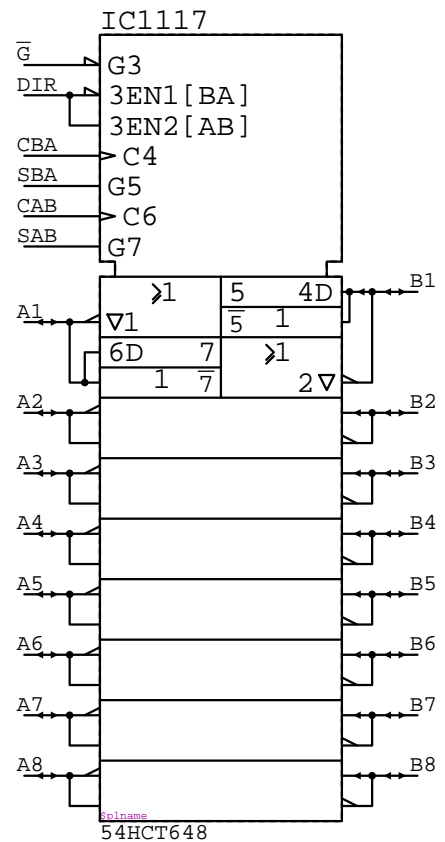 IC1117
G̅ G3
DIR 3EN1[BA]
3EN2[AB]
CBA C4
SBA G5
CAB C6
SAB G7
≥1 5 4D B1
A1 ▽1 5̅ 1
6D 7 ≥1
1 7̅ 2▽
A2 B2
A3 B3
A4 B4
A5 B5
A6 B6
A7 B7
A8 B8
$plname
54HCT648